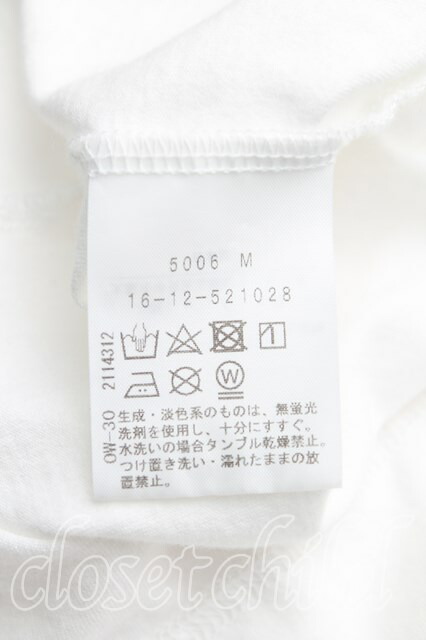 5006 M
16-12-521028
OW-30 2114312
W
生成・淡色系のものは、無蛍光
洗剤を使用し、十分にすすぐ。
水洗いの場合タンブル乾燥禁止。
つけ置き洗い・濡れたままの放
置禁止。
closetchild